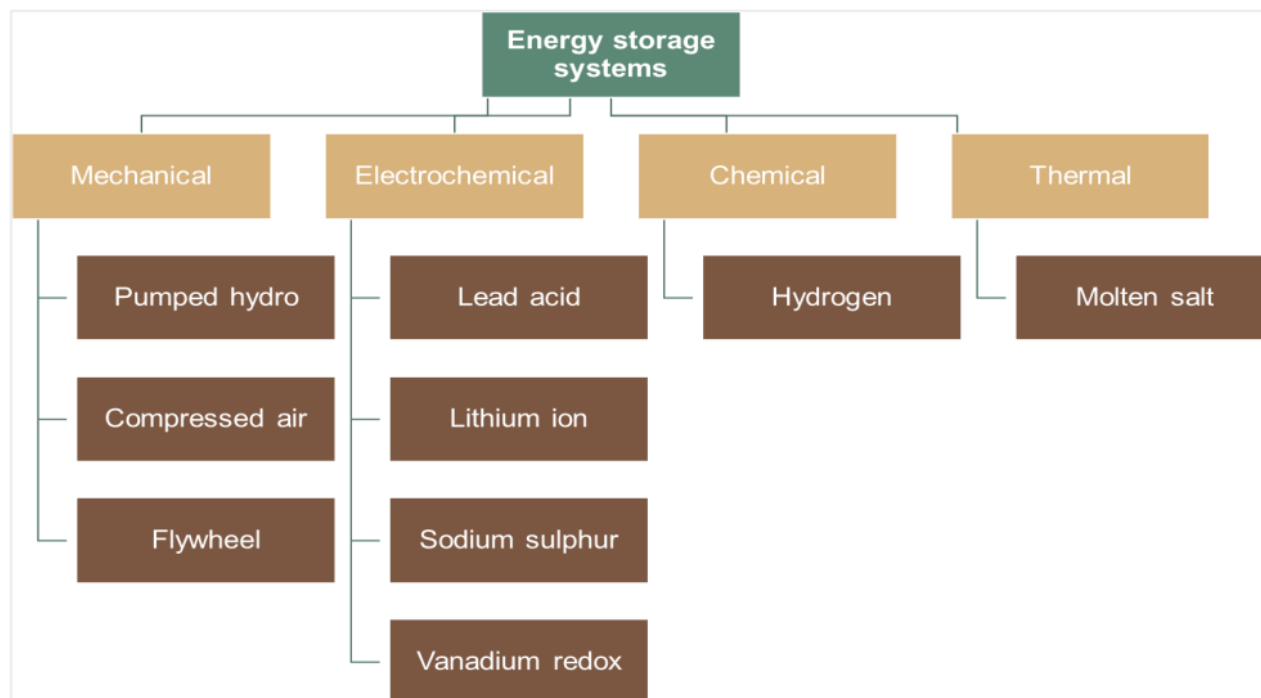 Energy storage
systems
Mechanical
Electrochemical
Chemical
Thermal
Pumped hydro
Lead acid
Hydrogen
Molten salt
Compressed air
Lithium ion
Flywheel
Sodium sulphur
Vanadium redox